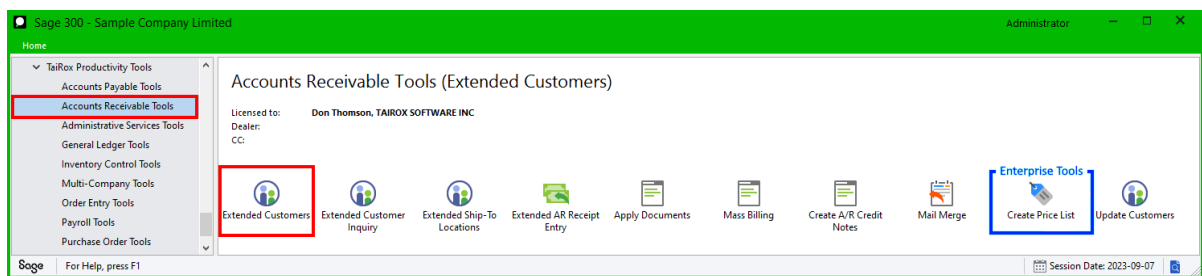 Sage 300 - Sample Company Limited
Administrator
Home
TaiRox Productivity Tools
Accounts Payable Tools
Accounts Receivable Tools
Administrative Services Tools
General Ledger Tools
Inventory Control Tools
Multi-Company Tools
Order Entry Tools
Payroll Tools
Purchase Order Tools
Accounts Receivable Tools (Extended Customers)
Licensed to: Don Thomson, TAIROX SOFTWARE INC
Dealer:
CC:
Enterprise Tools
Extended Customers
Extended Customer
Inquiry
Extended Ship-To
Locations
Extended AR Receipt
Entry
Apply Documents
Mass Billing
Create A/R Credit
Notes
Mail Merge
Create Price List
Update Customers
Sage
For Help, press F1
Session Date: 2023-09-07